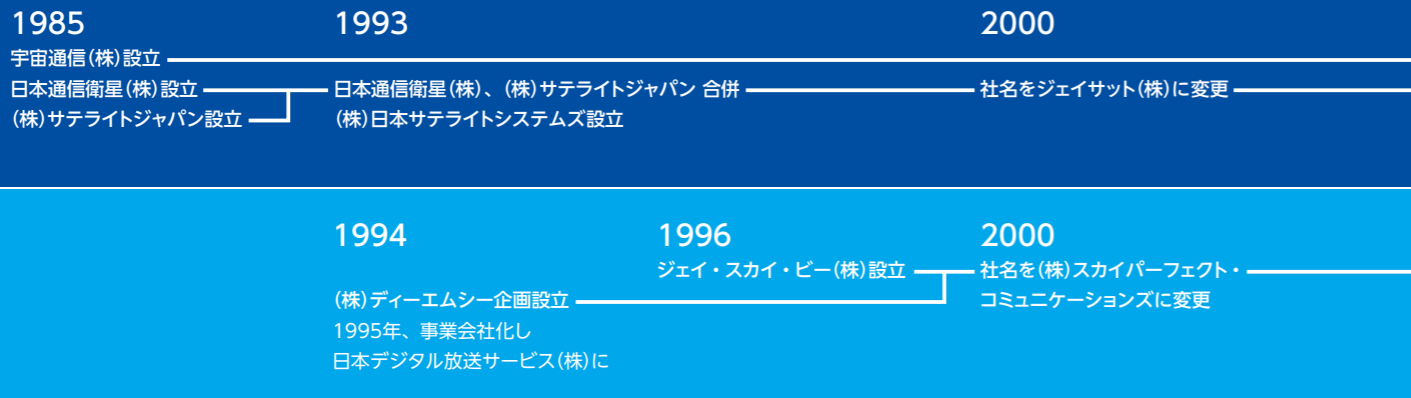 1985
宇宙通信(株)設立
日本通信衛星(株)設立
(株)サテライトジャパン設立
1993
日本通信衛星(株)、(株)サテライトジャパン 合併
(株)日本サテライトシステムズ設立
2000
社名をジェイサット(株)に変更
1994
(株)ディーエムシー企画設立
1995年、事業会社化し
日本デジタル放送サービス(株)に
1996
ジェイ・スカイ・ビー(株)設立
2000
社名を(株)スカイパーフェクト・
コミュニケーションズに変更